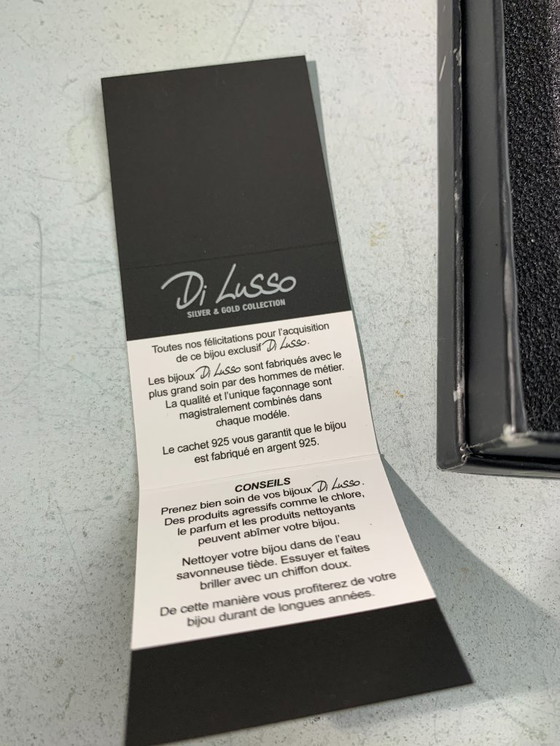 Di Lusso
SILVER & GOLD COLLECTION
Toutes nos félicitations pour l'acquisition
de ce bijou exclusif Di Lusso.
Les bijoux Di Lusso sont fabriqués avec le
plus grand soin par des hommes de métier.
La qualité et l'unique façonnage sont
magistralement combinés dans
chaque modéle.
Le cachet 925 vous garantit que le bijou
est fabriqué en argent 925.
CONSEILS
Prenez bien soin de vos bijoux Di Lusso.
Des produits agressifs comme le chlore,
le parfum et les produits nettoyants
peuvent abîmer votre bijou.
Nettoyer votre bijou dans de l'eau
savonneuse tiède. Essuyer et faites
briller avec un chiffon doux.
De cette manière vous profiterez de votre
bijou durant de longues années.